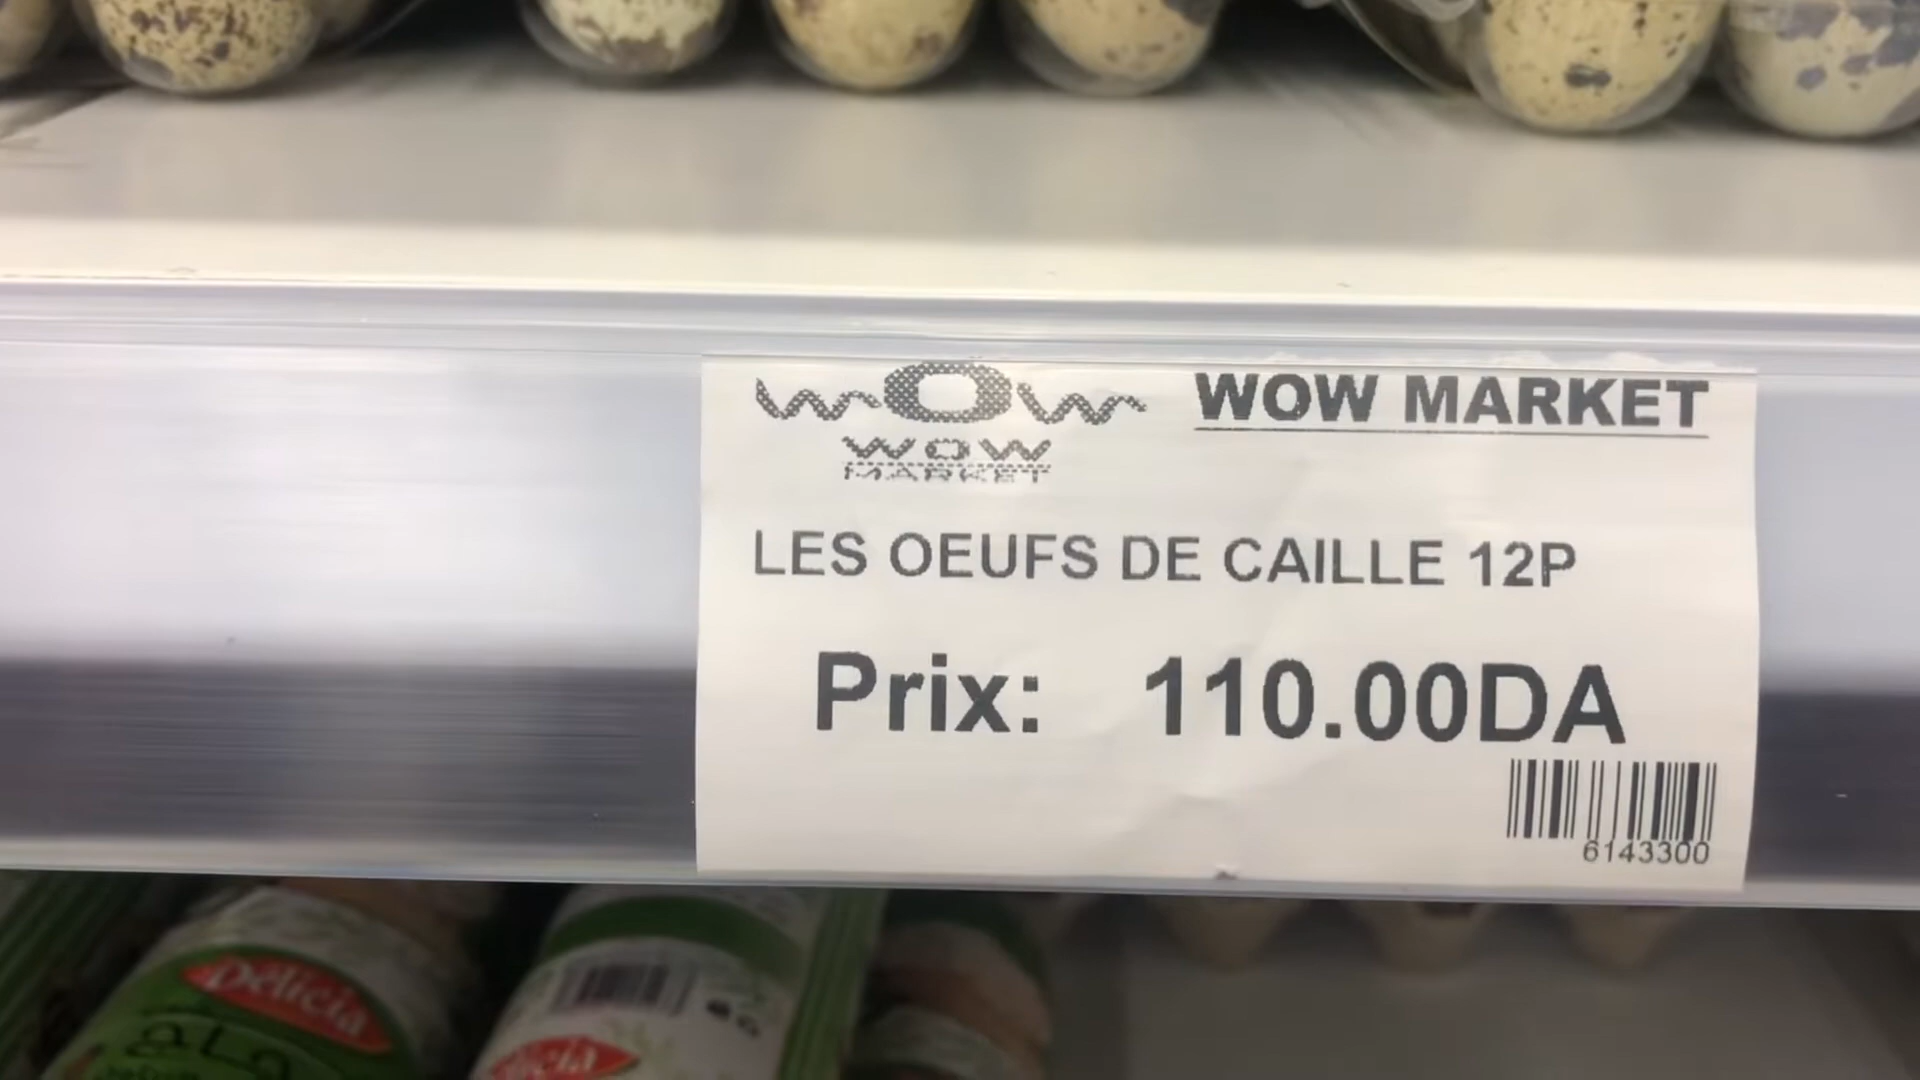 WOW WOW MARKET
WOW
MARKET
LES OEUFS DE CAILLE 12P
Prix: 110.00DA
6143300
Délicia